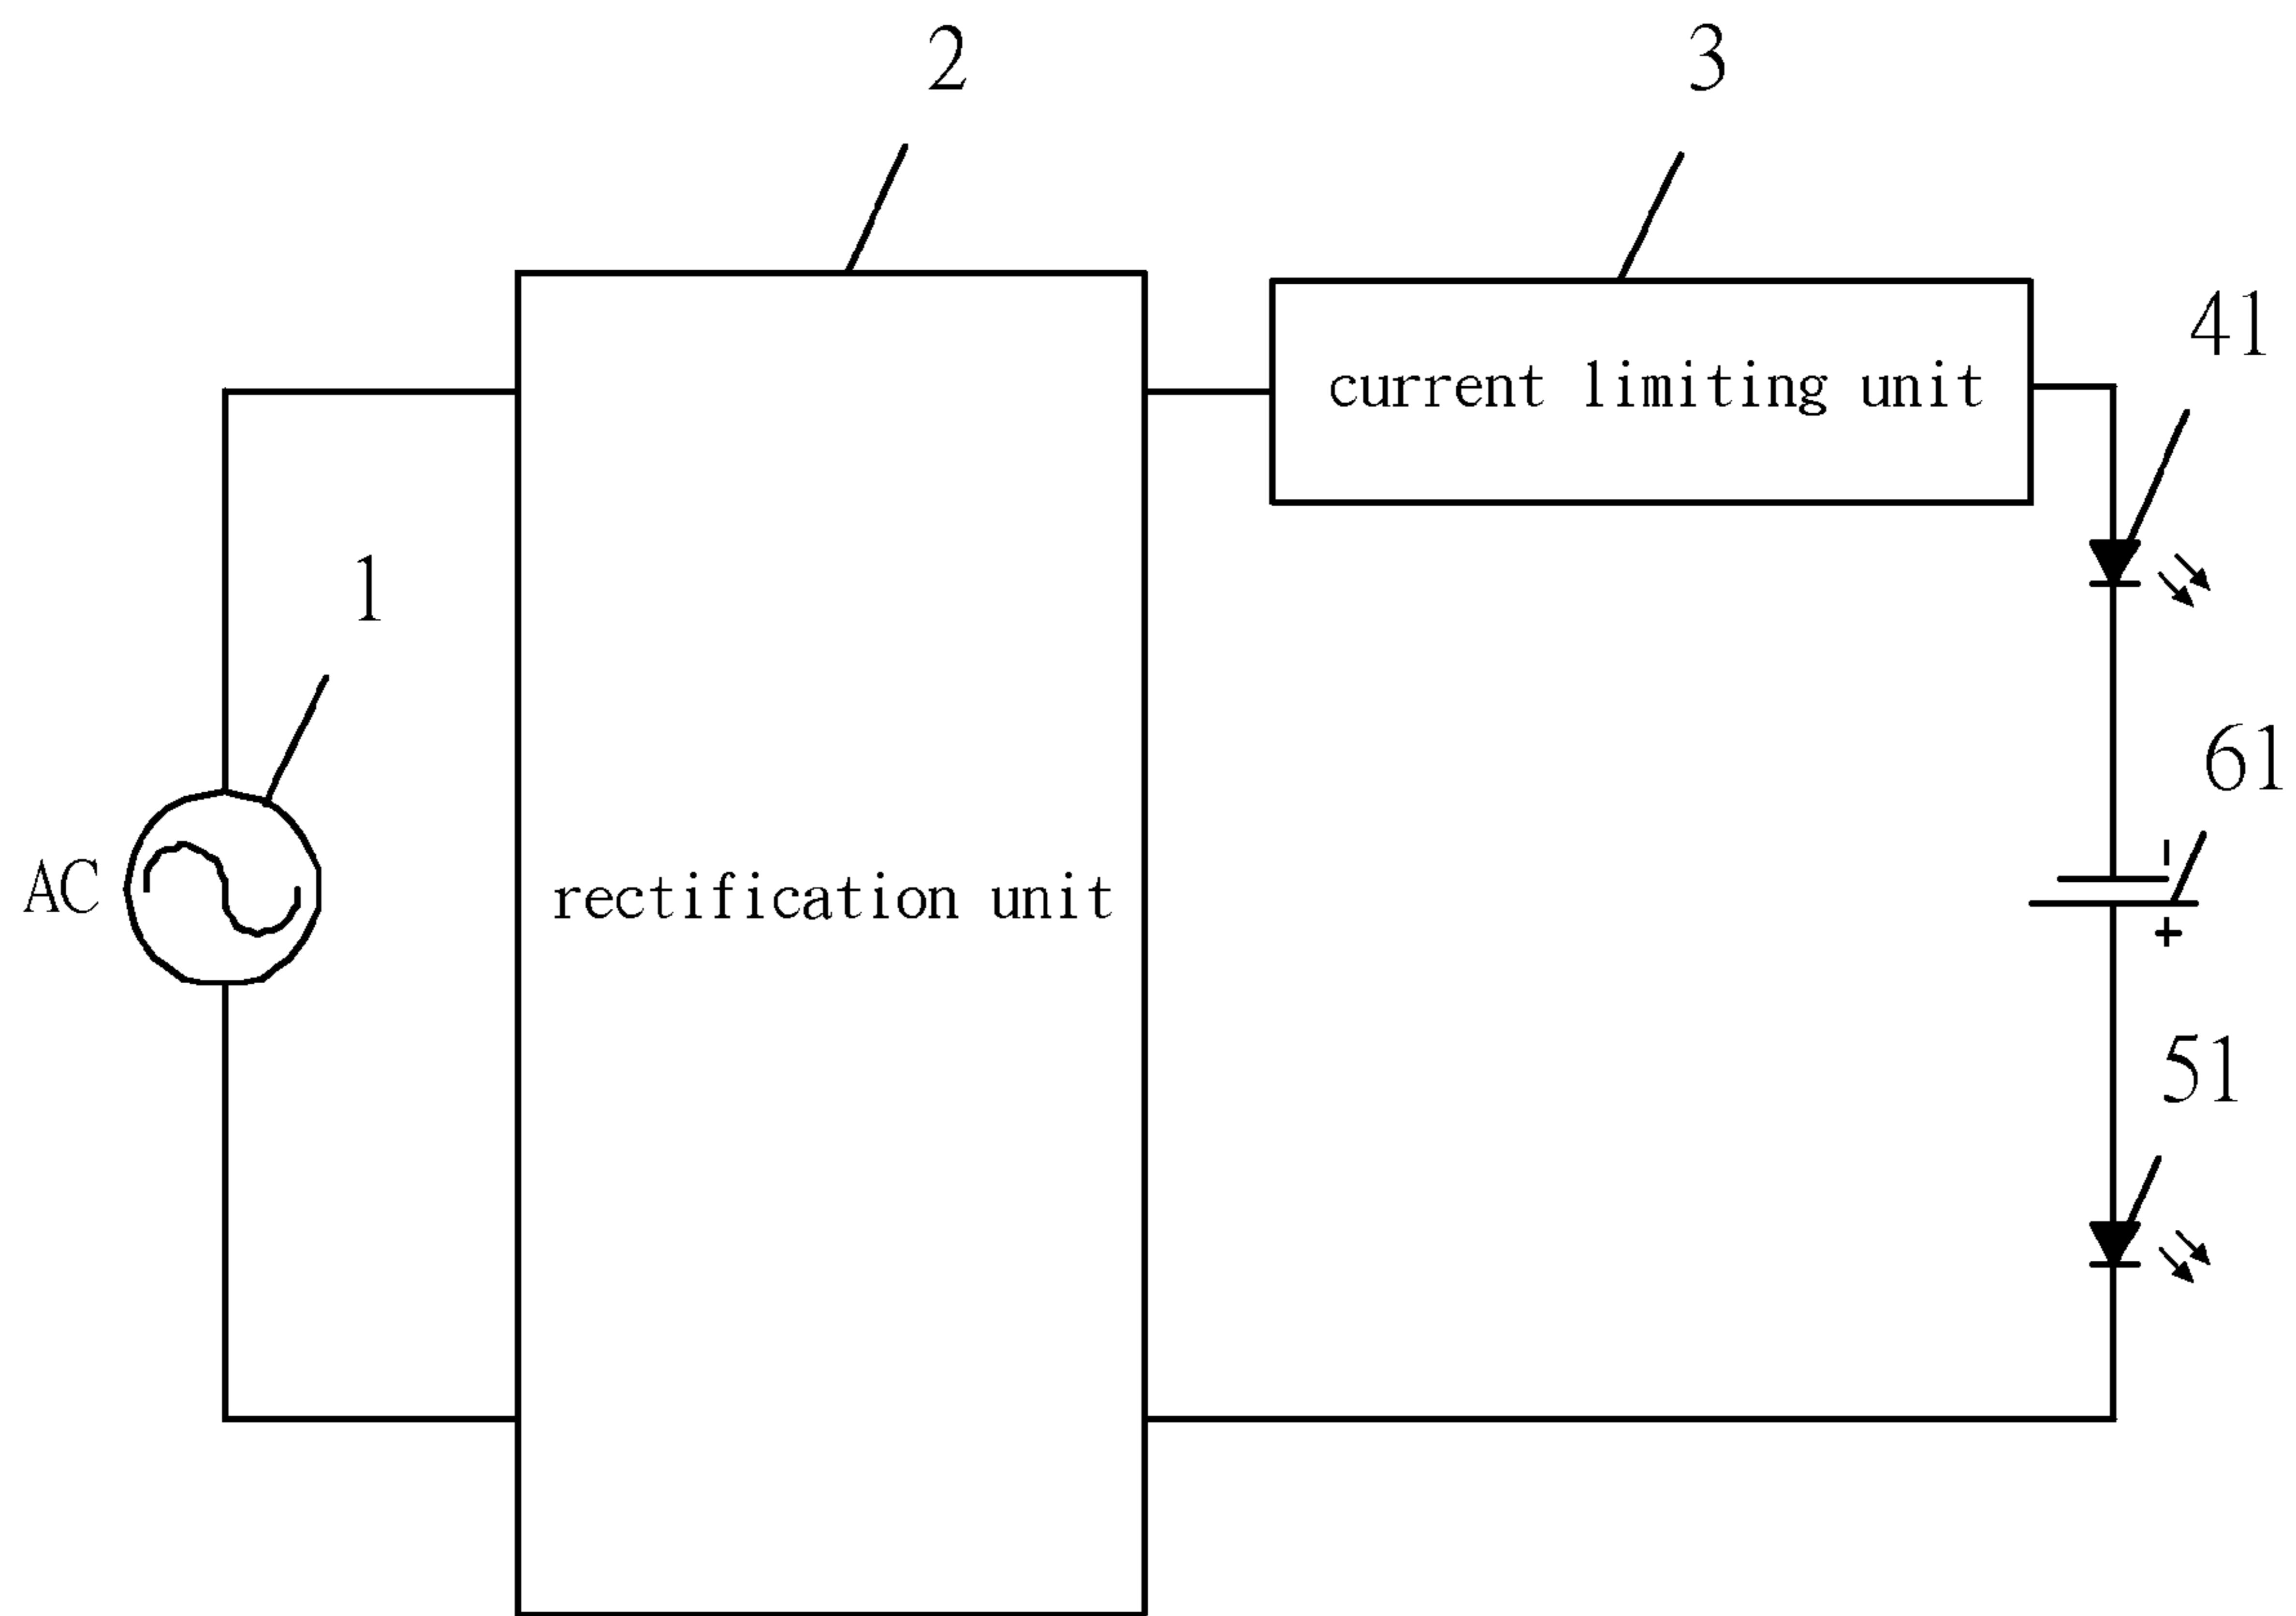 2
3
41
current limiting unit
1
61
-
AC
rectification unit
+
51